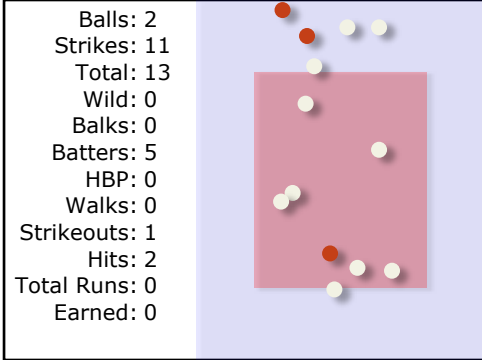 Balls: 2
Strikes: 11
Total: 13
Wild: 0
Balks: 0
Batters: 5
HBP: 0
Walks: 0
Strikeouts: 1
Hits: 2
Total Runs: 0
Earned: 0